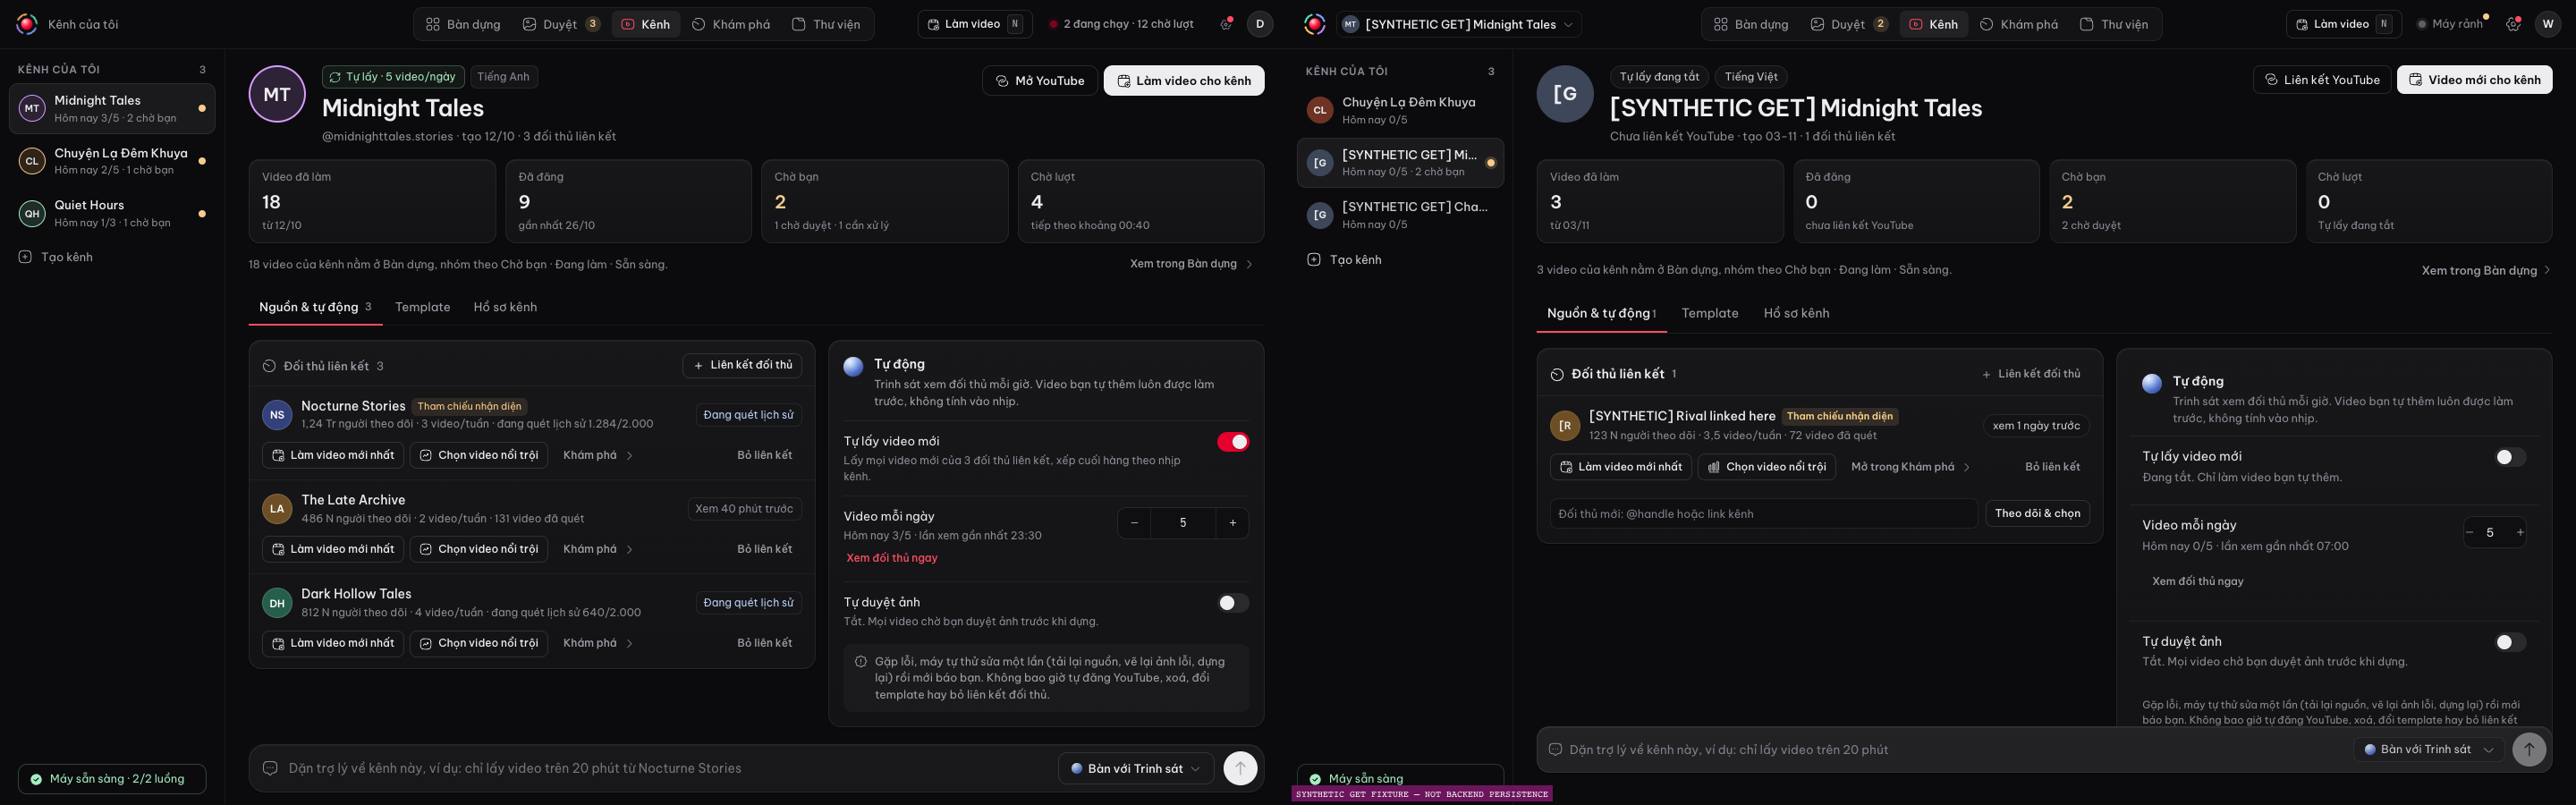 Kênh của tôi
Bàn dựng
Duyệt 3
Kênh
Khám phá
Thư viện
Làm video N
2 đang chạy · 12 chờ lượt
D
KÊNH CỦA TÔI 3
MT
Midnight Tales
Hôm nay 3/5 · 2 chờ bạn
CL
Chuyện Lạ Đêm Khuya
Hôm nay 2/5 · 1 chờ bạn
QH
Quiet Hours
Hôm nay 1/3 · 1 chờ bạn
Tạo kênh
Máy sẵn sàng · 2/2 luồng
MT
Tự lấy · 5 video/ngày
Tiếng Anh
Midnight Tales
@midnighttales.stories · tạo 12/10 · 3 đối thủ liên kết
Mở YouTube
Làm video cho kênh
Video đã làm
18
từ 12/10
Đã đăng
9
gần nhất 26/10
Chờ bạn
2
1 chờ duyệt · 1 cần xử lý
Chờ lượt
4
tiếp theo khoảng 00:40
18 video của kênh nằm ở Bàn dựng, nhóm theo Chờ bạn · Đang làm · Sẵn sàng.
Xem trong Bàn dựng
Nguồn & tự động 3
Template
Hồ sơ kênh
Đối thủ liên kết 3
+ Liên kết đối thủ
NS
Nocturne Stories
Tham chiếu nhận diện
1,24 Tr người theo dõi · 3 video/tuần · đang quét lịch sử 1.284/2.000
Đang quét lịch sử
Làm video mới nhất
Chọn video nổi trội
Khám phá
Bỏ liên kết
LA
The Late Archive
486 N người theo dõi · 2 video/tuần · 131 video đã quét
Xem 40 phút trước
Làm video mới nhất
Chọn video nổi trội
Khám phá
Bỏ liên kết
DH
Dark Hollow Tales
812 N người theo dõi · 4 video/tuần · đang quét lịch sử 640/2.000
Đang quét lịch sử
Làm video mới nhất
Chọn video nổi trội
Khám phá
Bỏ liên kết
Tự động
Trinh sát xem đối thủ mỗi giờ. Video bạn tự thêm luôn được làm
trước, không tính vào nhịp.
Tự lấy video mới
Lấy mọi video mới của 3 đối thủ liên kết, xếp cuối hàng theo nhịp
kênh.
Video mỗi ngày
Hôm nay 3/5 · lần xem gần nhất 23:30
− 5 +
Xem đối thủ ngay
Tự duyệt ảnh
Tắt. Mọi video chờ bạn duyệt ảnh trước khi dựng.
Gặp lỗi, máy tự thử sửa một lần (tải lại nguồn, vẽ lại ảnh lỗi, dựng
lại) rồi mới báo bạn. Không bao giờ tự đăng YouTube, xoá, đổi
template hay bỏ liên kết đối thủ.
Dặn trợ lý về kênh này, ví dụ: chỉ lấy video trên 20 phút từ Nocturne Stories
Bàn với Trinh sát
MT
[SYNTHETIC GET] Midnight Tales
Bàn dựng
Duyệt 2
Kênh
Khám phá
Thư viện
Làm video N
Máy rảnh
W
KÊNH CỦA TÔI 3
CL
Chuyện Lạ Đêm Khuya
Hôm nay 0/5
[G
[SYNTHETIC GET] Mi...
Hôm nay 0/5 · 2 chờ bạn
[G
[SYNTHETIC GET] Cha...
Hôm nay 0/5
Tạo kênh
Máy sẵn sàng
SYNTHETIC GET FIXTURE — NOT BACKEND PERSISTENCE
[G
Tự lấy đang tắt
Tiếng Việt
[SYNTHETIC GET] Midnight Tales
Chưa liên kết YouTube · tạo 03-11 · 1 đối thủ liên kết
Liên kết YouTube
Video mới cho kênh
Video đã làm
3
từ 03/11
Đã đăng
0
chưa liên kết YouTube
Chờ bạn
2
2 chờ duyệt
Chờ lượt
0
Tự lấy đang tắt
3 video của kênh nằm ở Bàn dựng, nhóm theo Chờ bạn · Đang làm · Sẵn sàng.
Xem trong Bàn dựng
Nguồn & tự động 1
Template
Hồ sơ kênh
Đối thủ liên kết 1
+ Liên kết đối thủ
[R
[SYNTHETIC] Rival linked here
Tham chiếu nhận diện
123 N người theo dõi · 3,5 video/tuần · 72 video đã quét
xem 1 ngày trước
Làm video mới nhất
Chọn video nổi trội
Mở trong Khám phá
Bỏ liên kết
Đối thủ mới: @handle hoặc link kênh
Theo dõi & chọn
Tự động
Trinh sát xem đối thủ mỗi giờ. Video bạn tự thêm luôn được làm
trước, không tính vào nhịp.
Tự lấy video mới
Đang tắt. Chỉ làm video bạn tự thêm.
Video mỗi ngày
Hôm nay 0/5 · lần xem gần nhất 07:00
− 5 +
Xem đối thủ ngay
Tự duyệt ảnh
Tắt. Mọi video chờ bạn duyệt ảnh trước khi dựng.
Gặp lỗi, máy tự thử sửa một lần (tải lại nguồn, vẽ lại ảnh lỗi, dựng lại) rồi mới
báo bạn. Không bao giờ tự đăng YouTube, xoá, đổi template hay bỏ liên kết
Dặn trợ lý về kênh này, ví dụ: chỉ lấy video trên 20 phút
Bàn với Trinh sát